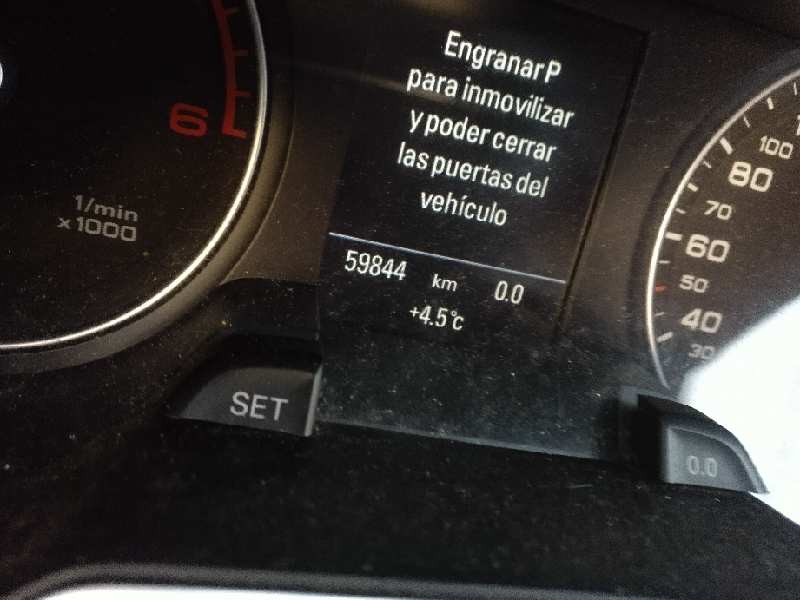 Engranar P
para inmovilizar
y poder cerrar
las puertas del
vehículo
59844 km 0.0
+4.5°c
6
1/min
x 1000
100
80
70
60
50
40
30
SET
0.0